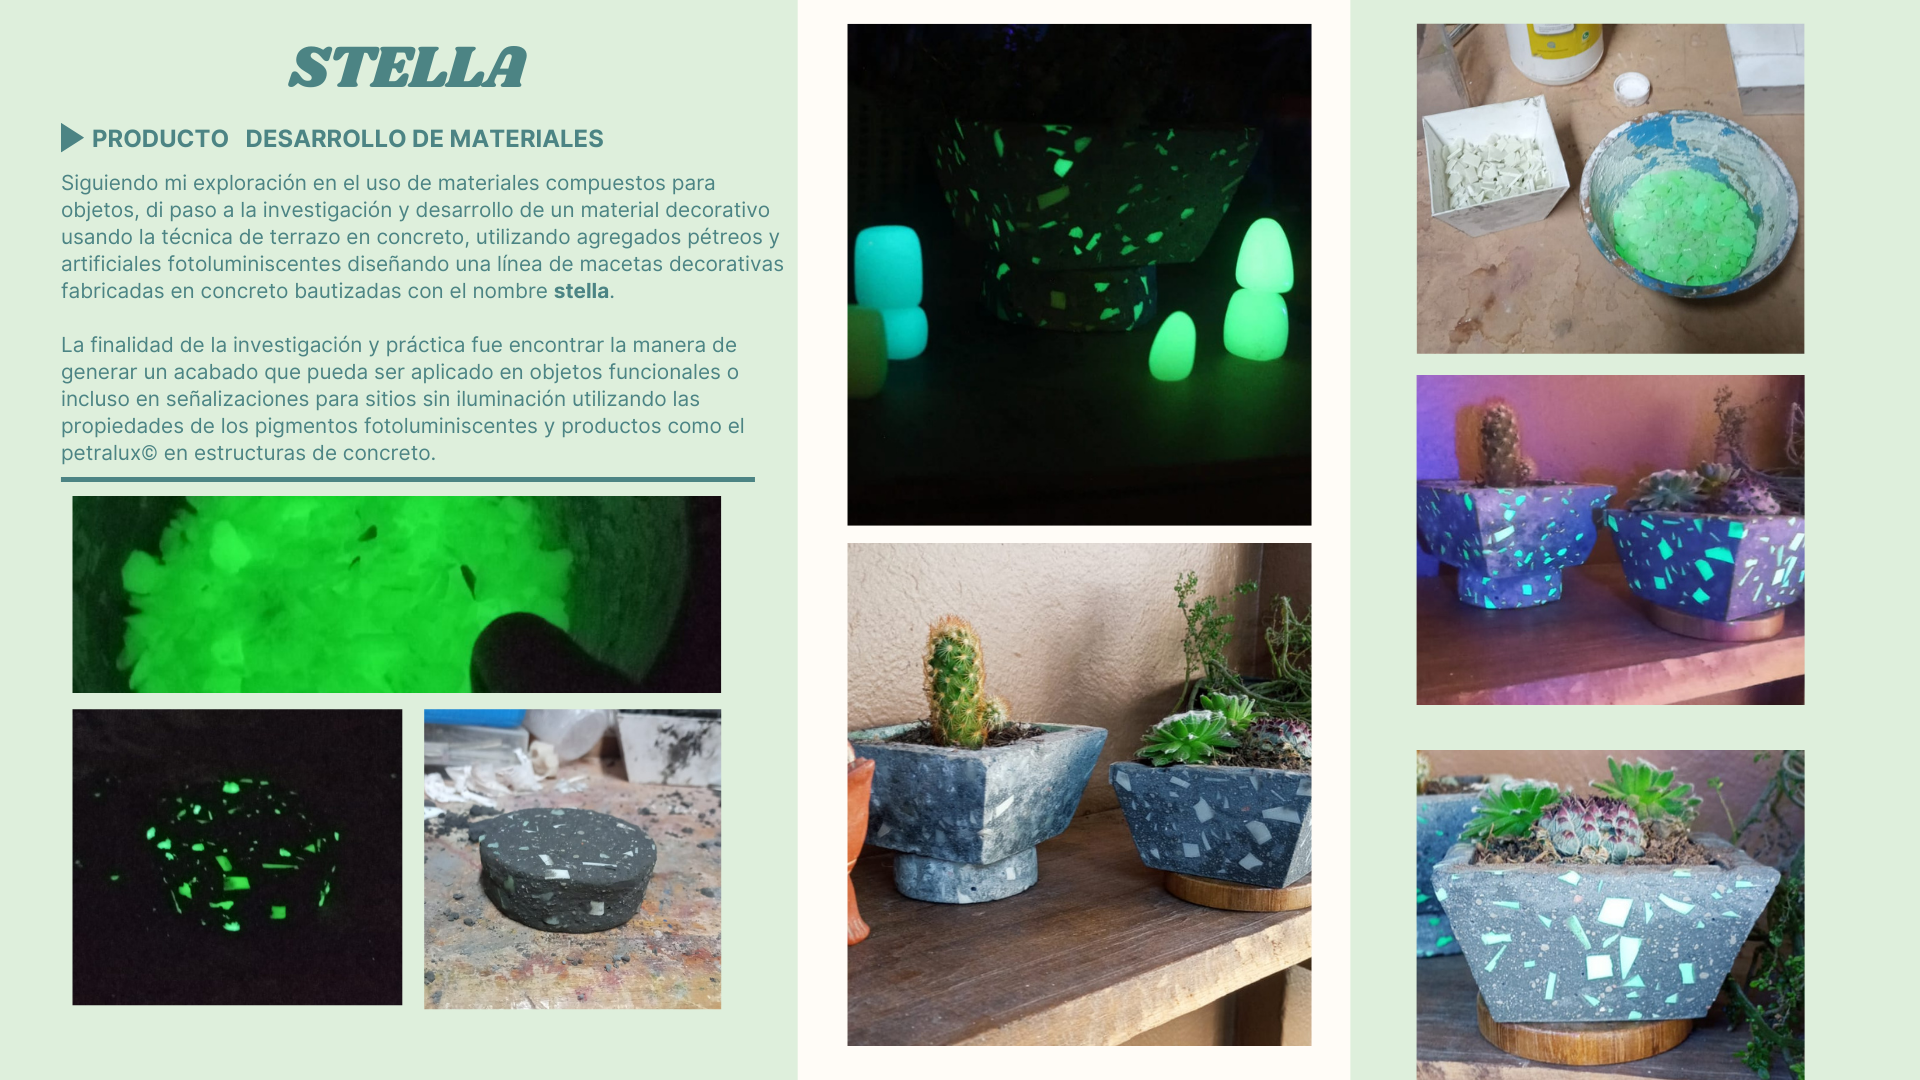 STELLA
PRODUCTO DESARROLLO DE MATERIALES
Siguiendo mi exploración en el uso de materiales compuestos para
objetos, di paso a la investigación y desarrollo de un material decorativo
usando la técnica de terrazo en concreto, utilizando agregados pétreos y
artificiales fotoluminiscentes diseñando una línea de macetas decorativas
fabricadas en concreto bautizadas con el nombre stella.
La finalidad de la investigación y práctica fue encontrar la manera de
generar un acabado que pueda ser aplicado en objetos funcionales o
incluso en señalizaciones para sitios sin iluminación utilizando las
propiedades de los pigmentos fotoluminiscentes y productos como el
petralux© en estructuras de concreto.